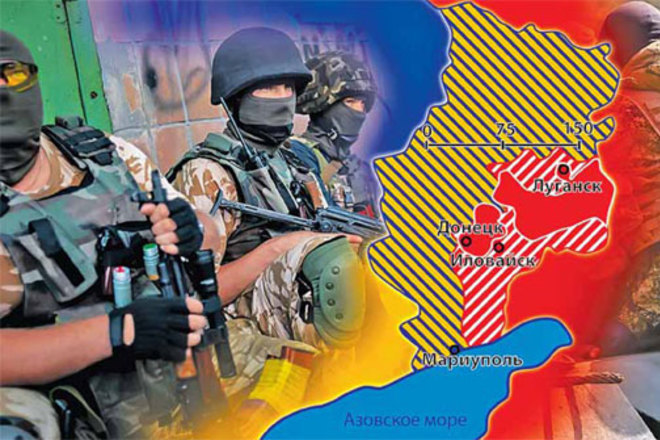 0 75 150
Луганск
Донецк
Иловайск
Мариуполь
Азовское море